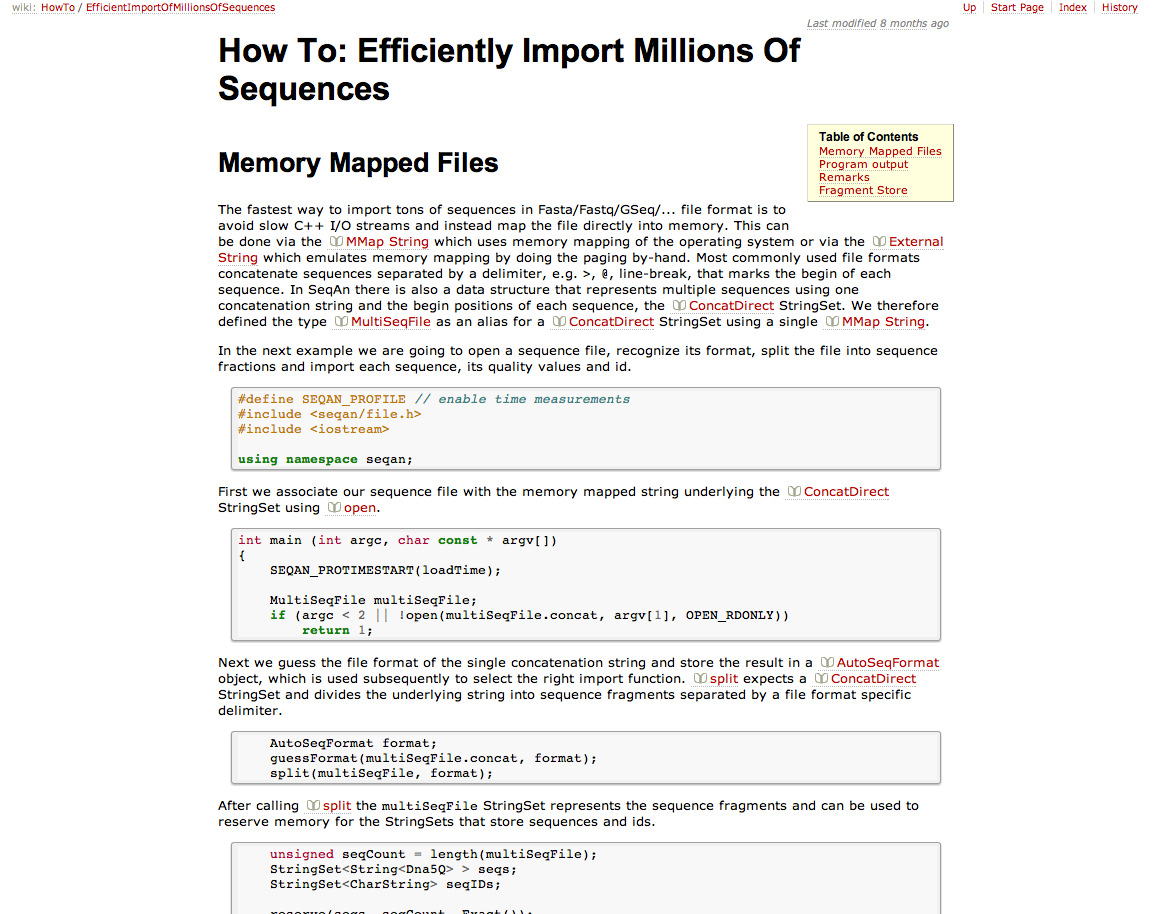 wiki: HowTo / EfficientImportOfMillionsOfSequences
Up Start Page Index History
Last modified 8 months ago
How To: Efficiently Import Millions Of
Sequences
Table of Contents
Memory Mapped Files
Program output
Remarks
Fragment Store
Memory Mapped Files
The fastest way to import tons of sequences in Fasta/Fastq/GSeq/... file format is to
avoid slow C++ I/O streams and instead map the file directly into memory. This can
be done via the MMap String which uses memory mapping of the operating system or via the External
String which emulates memory mapping by doing the paging by-hand. Most commonly used file formats
concatenate sequences separated by a delimiter, e.g. >, @, line-break, that marks the begin of each
sequence. In SeqAn there is also a data structure that represents multiple sequences using one
concatenation string and the begin positions of each sequence, the ConcatDirect StringSet. We therefore
defined the type MultiSeqFile as an alias for a ConcatDirect StringSet using a single MMap String.
In the next example we are going to open a sequence file, recognize its format, split the file into sequence
fractions and import each sequence, its quality values and id.
#define SEQAN_PROFILE // enable time measurements
#include <seqan/file.h>
#include <iostream>
using namespace seqan;
First we associate our sequence file with the memory mapped string underlying the ConcatDirect
StringSet using open.
int main (int argc, char const * argv[])
{
    SEQAN_PROTIMESTART(loadTime);
    MultiSeqFile multiSeqFile;
    if (argc < 2 || !open(multiSeqFile.concat, argv[1], OPEN_RDONLY))
        return 1;
Next we guess the file format of the single concatenation string and store the result in a AutoSeqFormat
object, which is used subsequently to select the right import function. split expects a ConcatDirect
StringSet and divides the underlying string into sequence fragments separated by a file format specific
delimiter.
    AutoSeqFormat format;
    guessFormat(multiSeqFile.concat, format);
    split(multiSeqFile, format);
After calling split the multiSeqFile StringSet represents the sequence fragments and can be used to
reserve memory for the StringSets that store sequences and ids.
    unsigned seqCount = length(multiSeqFile);
    StringSet<String<Dna5Q> > seqs;
    StringSet<CharString> seqIDs;
    reserve(seqs, seqCount, Exact());